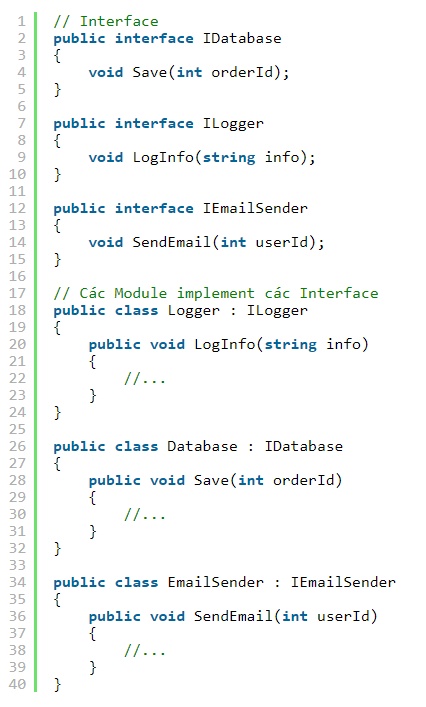 1 // Interface
2 public interface IDatabase
3 {
4     void Save(int orderId);
5 }
6
7 public interface ILogger
8 {
9     void LogInfo(string info);
10 }
11
12 public interface IEmailSender
13 {
14     void SendEmail(int userId);
15 }
16
17 // Các Module implement các Interface
18 public class Logger : ILogger
19 {
20     public void LogInfo(string info)
21     {
22         //...
23     }
24 }
25
26 public class Database : IDatabase
27 {
28     public void Save(int orderId)
29     {
30         //...
31     }
32 }
33
34 public class EmailSender : IEmailSender
35 {
36     public void SendEmail(int userId)
37     {
38         //...
39     }
40 }